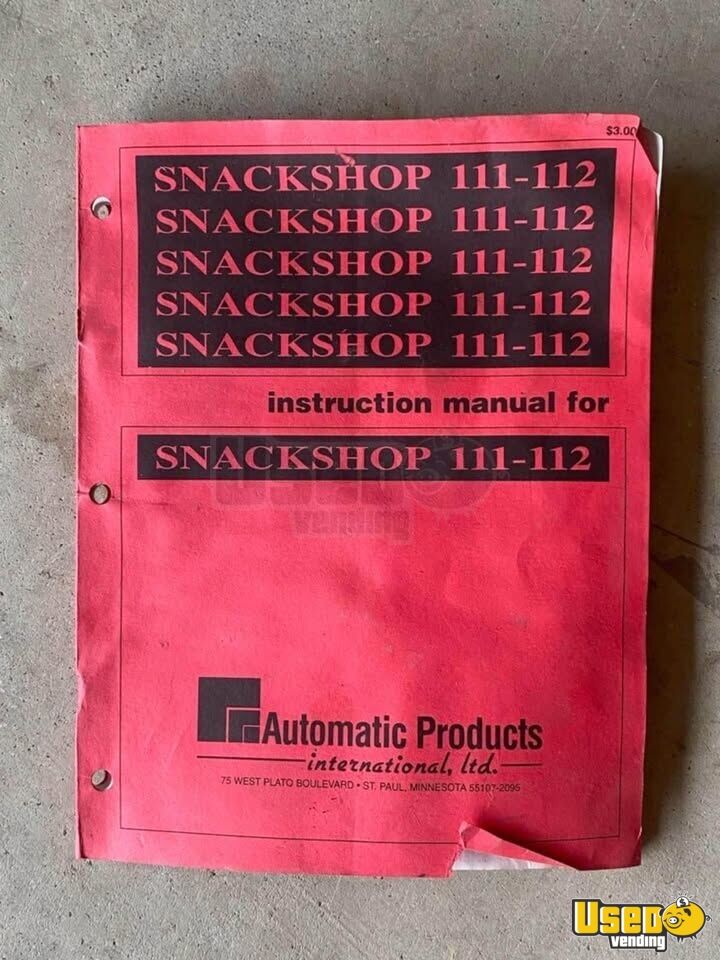 $3.00
SNACKSHOP 111-112
SNACKSHOP 111-112
SNACKSHOP 111-112
SNACKSHOP 111-112
SNACKSHOP 111-112
instruction manual for
SNACKSHOP 111-112
USED
vending
Automatic Products
international, ltd.
75 WEST PLATO BOULEVARD • ST. PAUL, MINNESOTA 55107-2095
USED
vending